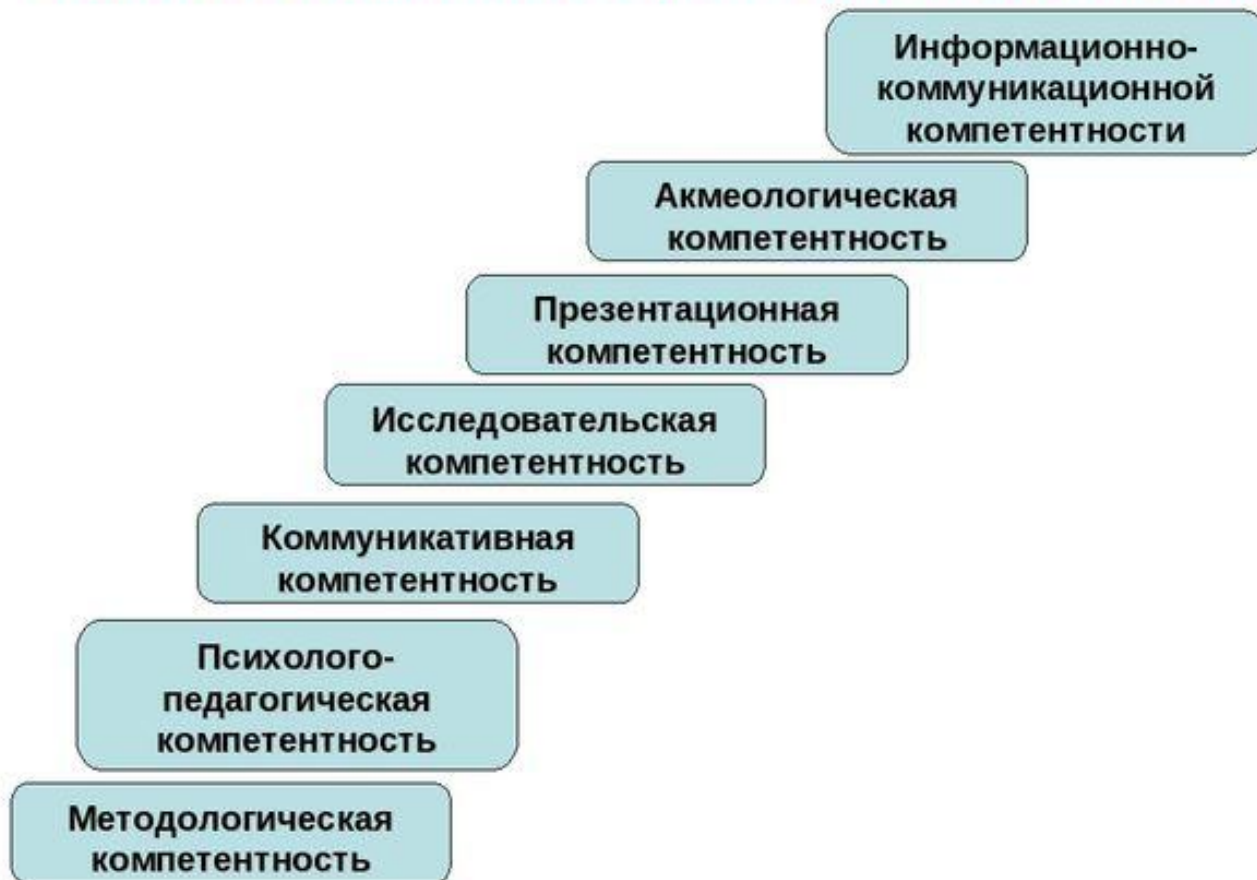 Информационно-
коммуникационной
компетентности
Акмеологическая
компетентность
Презентационная
компетентность
Исследовательская
компетентность
Коммуникативная
компетентность
Психолого-
педагогическая
компетентность
Методологическая
компетентность